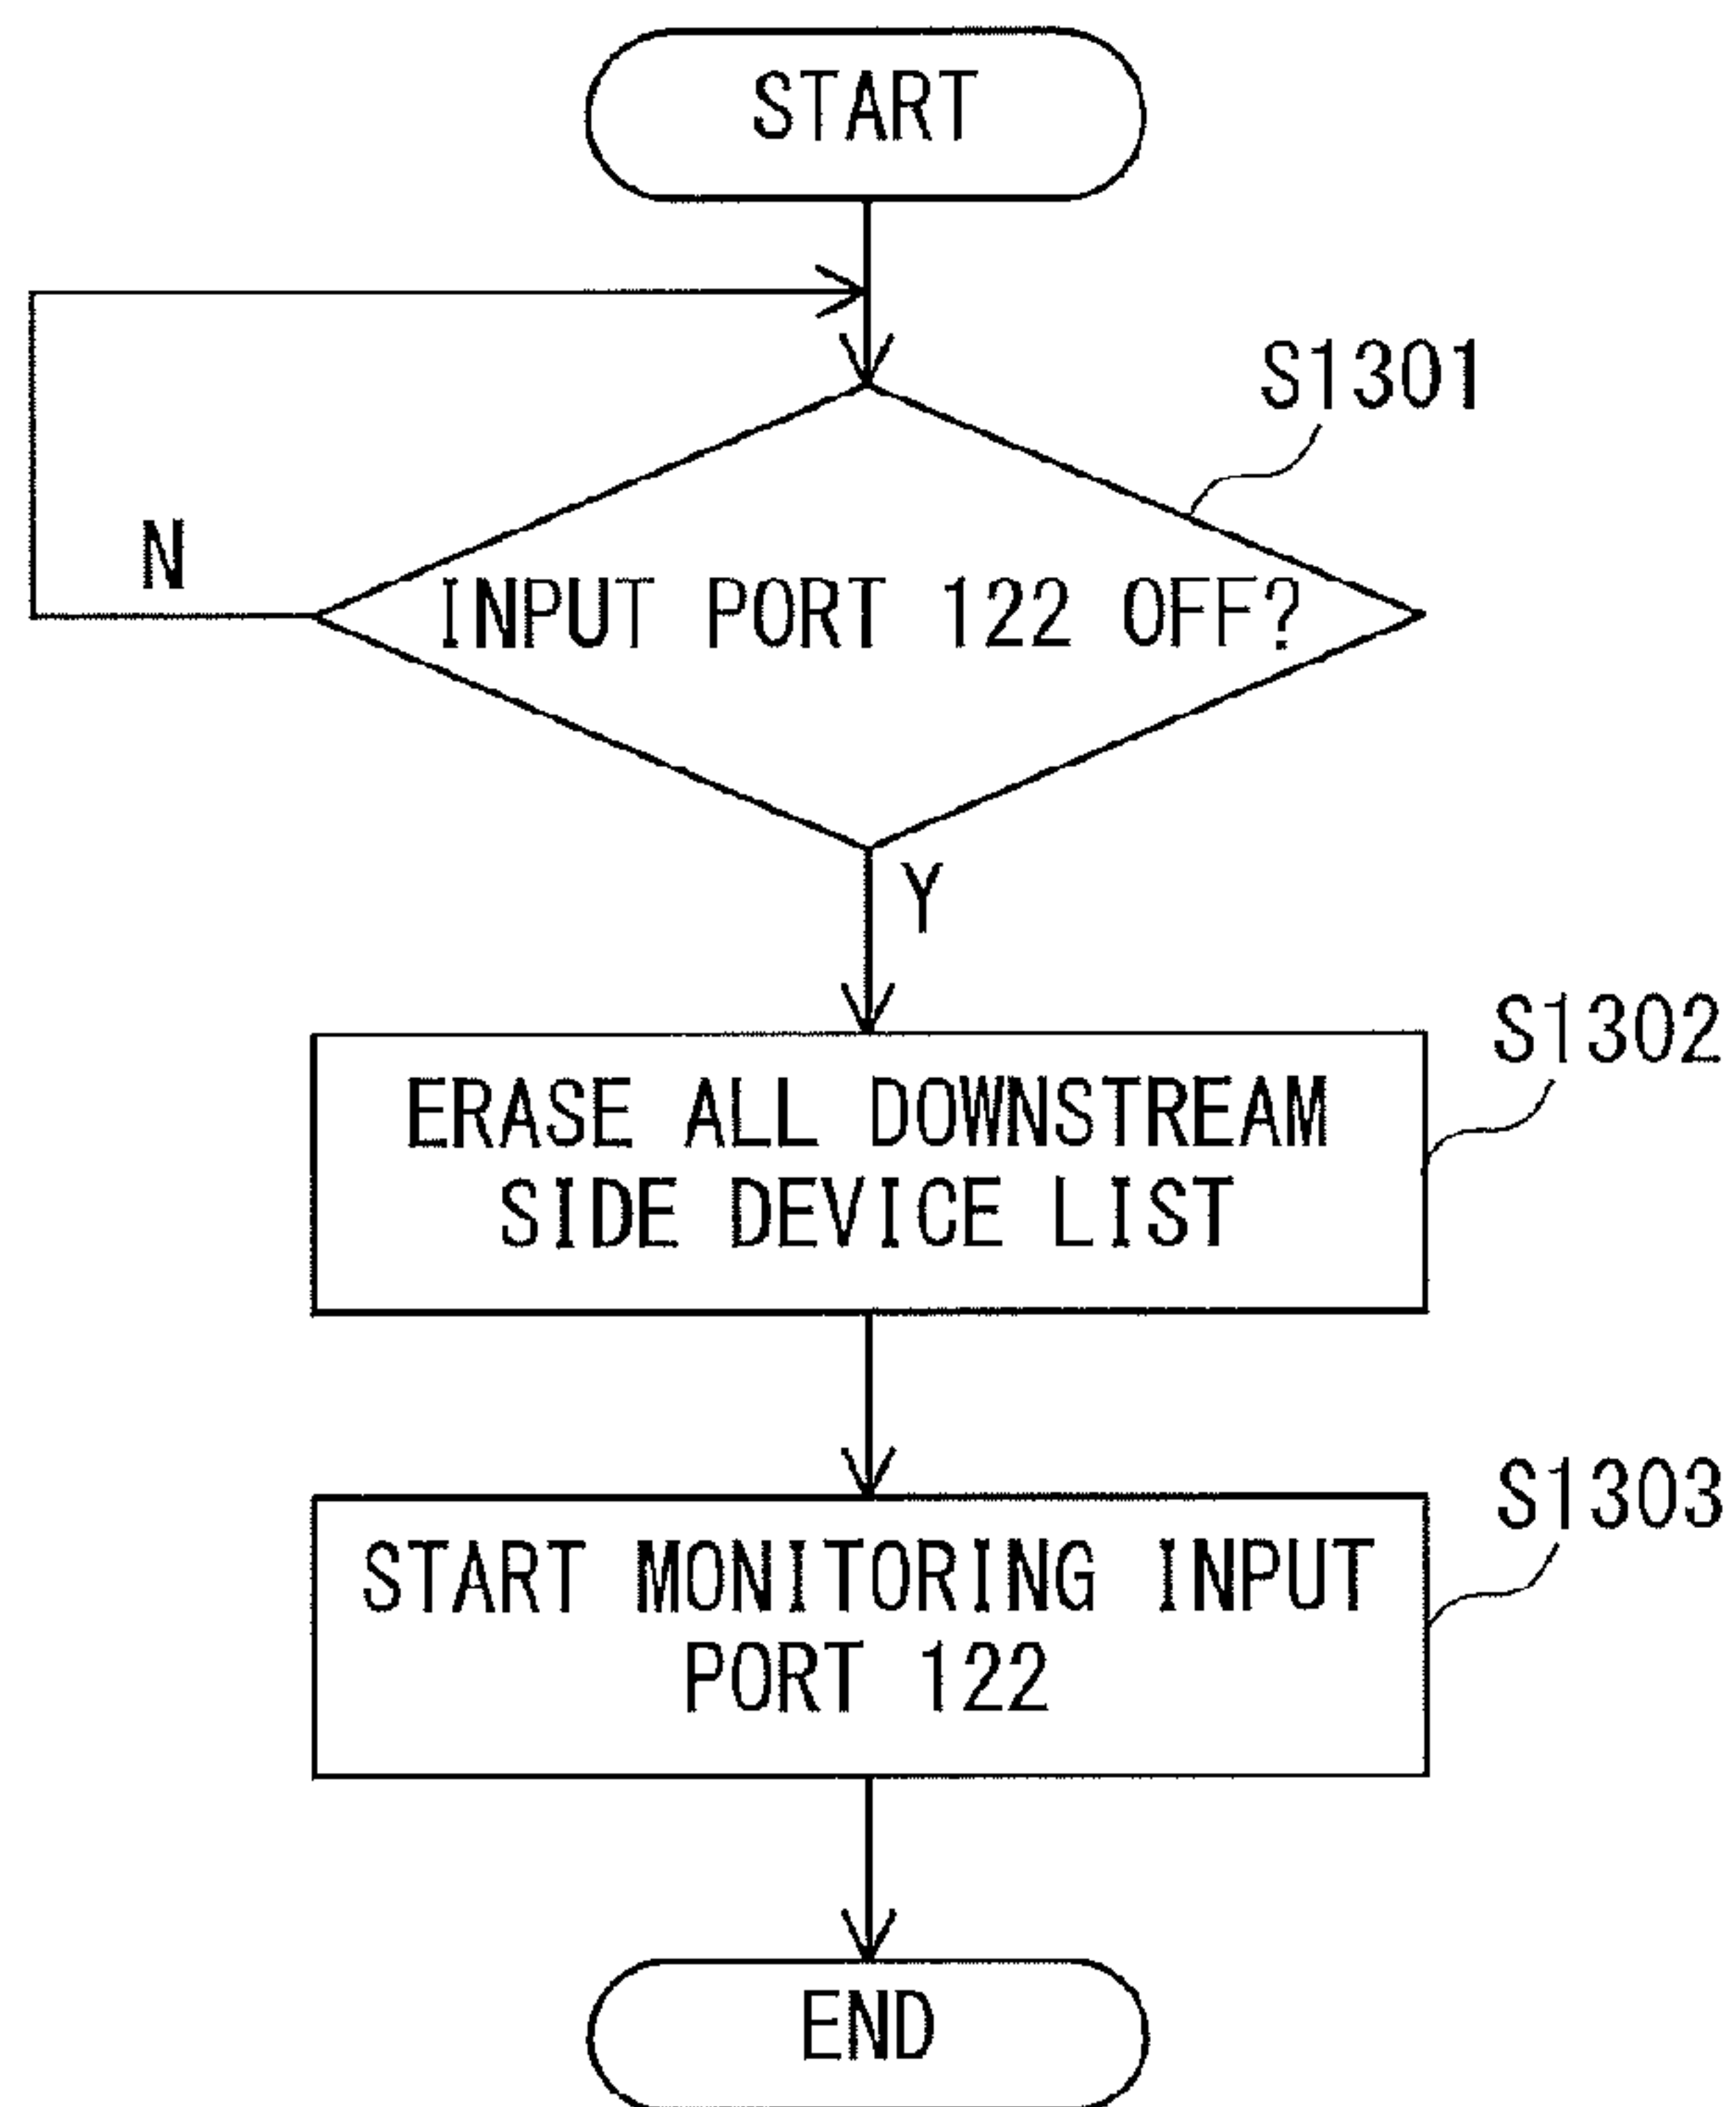 START
S1301
N
INPUT PORT 122 OFF?
Y
S1302
ERASE ALL DOWNSTREAM
SIDE DEVICE LIST
S1303
START MONITORING INPUT
PORT 122
END